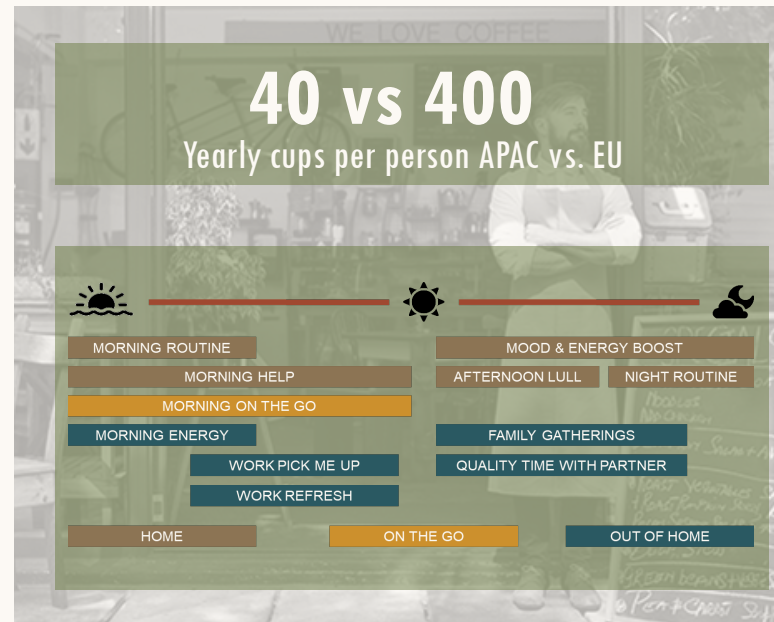 WE LOVE COFFEE
40 vs 400
Yearly cups per person APAC vs. EU
MORNING ROUTINE
MOOD & ENERGY BOOST
MORNING HELP
AFTERNOON LULL
NIGHT ROUTINE
MORNING ON THE GO
MORNING ENERGY
FAMILY GATHERINGS
WORK PICK ME UP
QUALITY TIME WITH PARTNER
WORK REFRESH
HOME
ON THE GO
OUT OF HOME